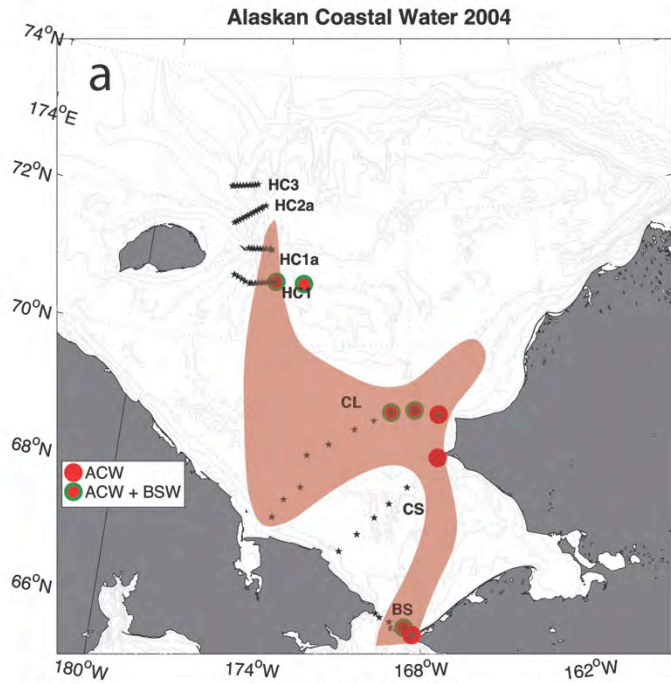 Alaskan Coastal Water 2004
74°N
a
174°E
72°N
HC3
HC2a
HC1a
HC1
70°N
CL
68°N
ACW
ACW + BSW
CS
66°N
BS
180°W
174°W
168°W
162°W